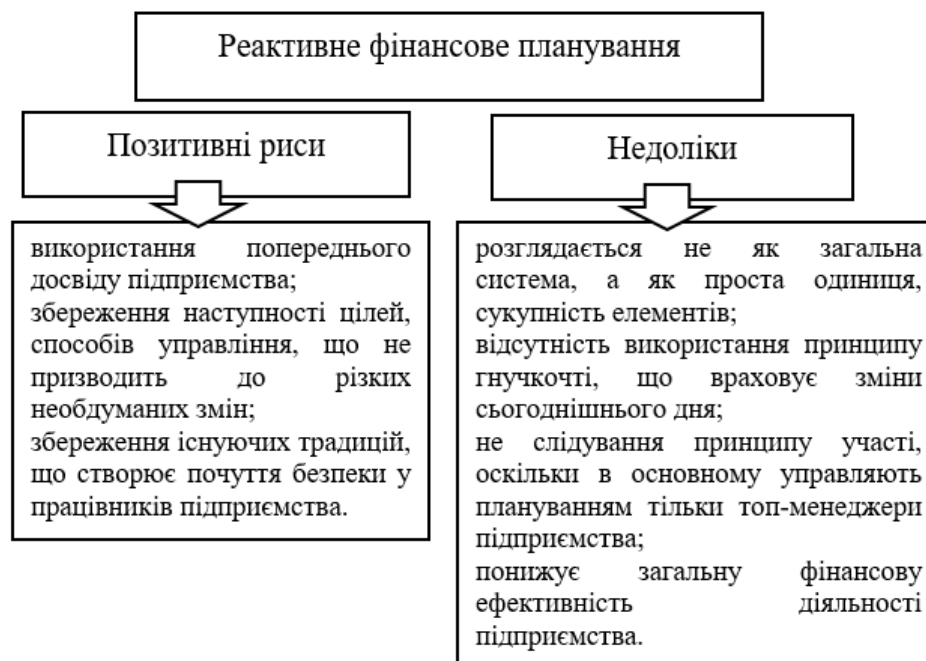 Реактивне фінансове планування
Позитивні риси
використання попереднього
досвіду підприємства;
збереження наступності цілей,
способів управління, що не
призводить до різких
необдуманих змін;
збереження існуючих традицій,
що створює почуття безпеки у
працівників підприємства.
Недоліки
розглядається не як загальна
система, а як проста одиниця,
сукупність елементів;
відсутність використання принципу
гнучкочті, що враховує зміни
сьогоднішнього дня;
не слідування принципу участі,
оскільки в основному управляють
плануванням тільки топ-менеджери
підприємства;
понижує загальну фінансову
ефективність діяльності
підприємства.